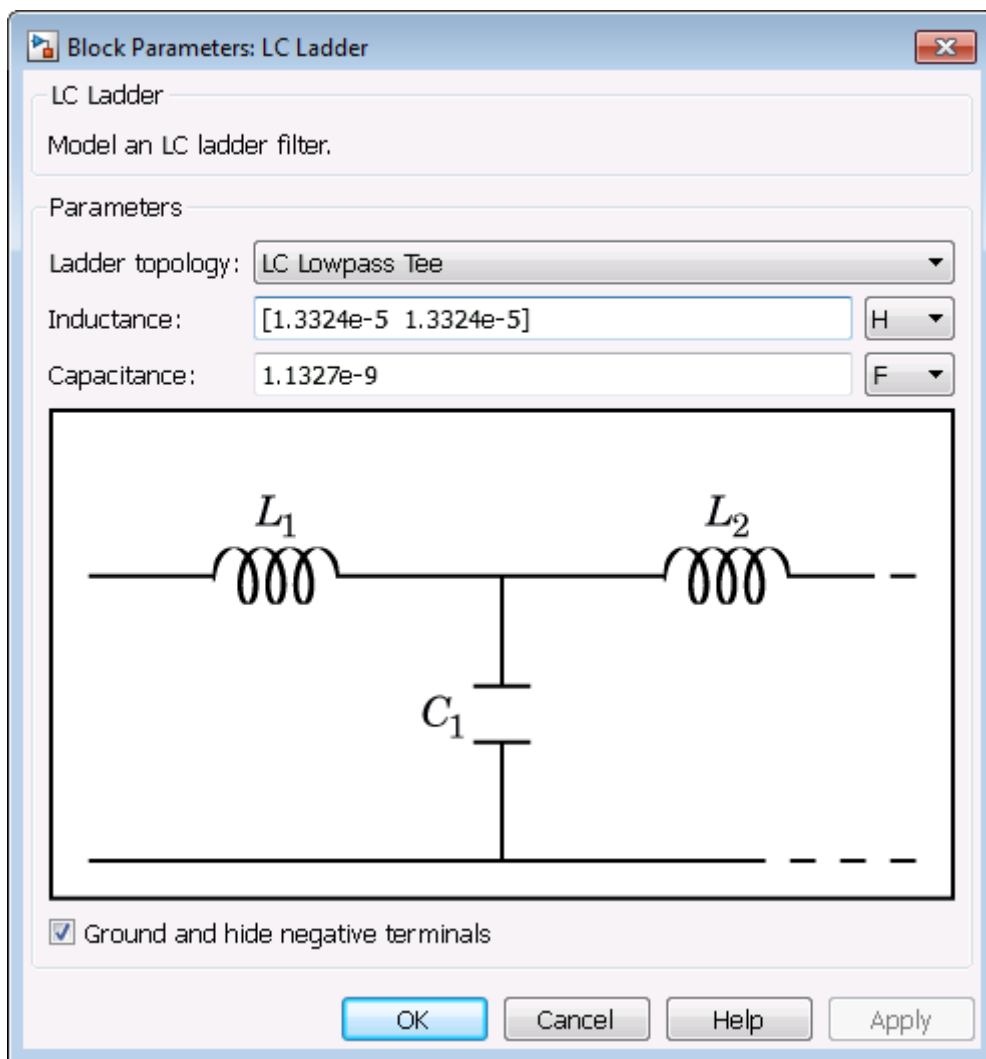 Block Parameters: LC Ladder
LC Ladder
Model an LC ladder filter.
Parameters
Ladder topology: LC Lowpass Tee
Inductance: [1.3324e-5 1.3324e-5] H
Capacitance: 1.1327e-9 F
L₁ L₂
C₁
Ground and hide negative terminals
OK Cancel Help Apply